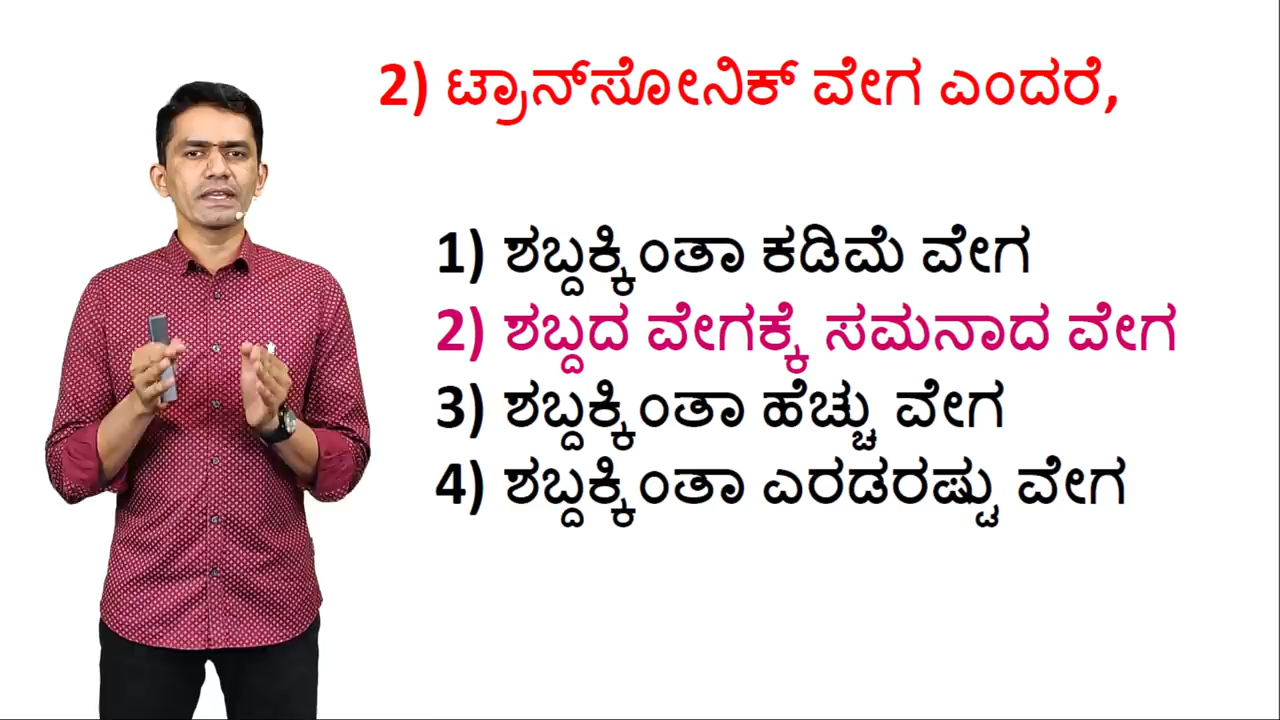 2) ಟ್ರಾನ್‌ಸೋನಿಕ್ ವೇಗ ಎಂದರೆ,
1) ಶಬ್ದಕ್ಕಿಂತಾ ಕಡಿಮೆ ವೇಗ
2) ಶಬ್ದದ ವೇಗಕ್ಕೆ ಸಮನಾದ ವೇಗ
3) ಶಬ್ದಕ್ಕಿಂತಾ ಹೆಚ್ಚು ವೇಗ
4) ಶಬ್ದಕ್ಕಿಂತಾ ಎರಡರಷ್ಟು ವೇಗ